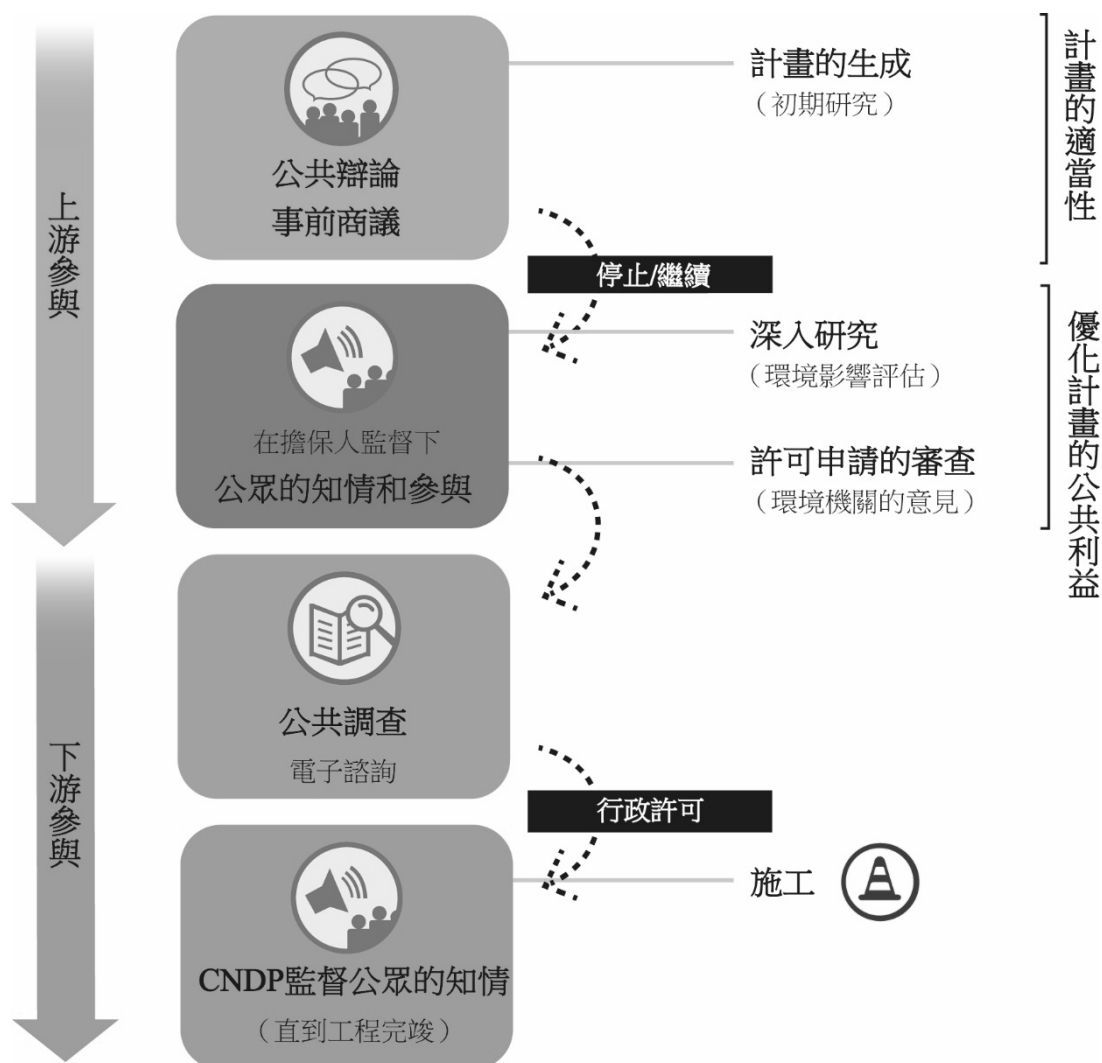 上游參與
公共辯論
事前商議
計畫的生成
（初期研究）
計畫的適當性
停止/繼續
在擔保人監督下
公眾的知情和參與
深入研究
（環境影響評估）
許可申請的審查
（環境機關的意見）
優化計畫的公共利益
下游參與
公共調查
電子諮詢
行政許可
施工
CNDP監督公眾的知情
（直到工程完竣）